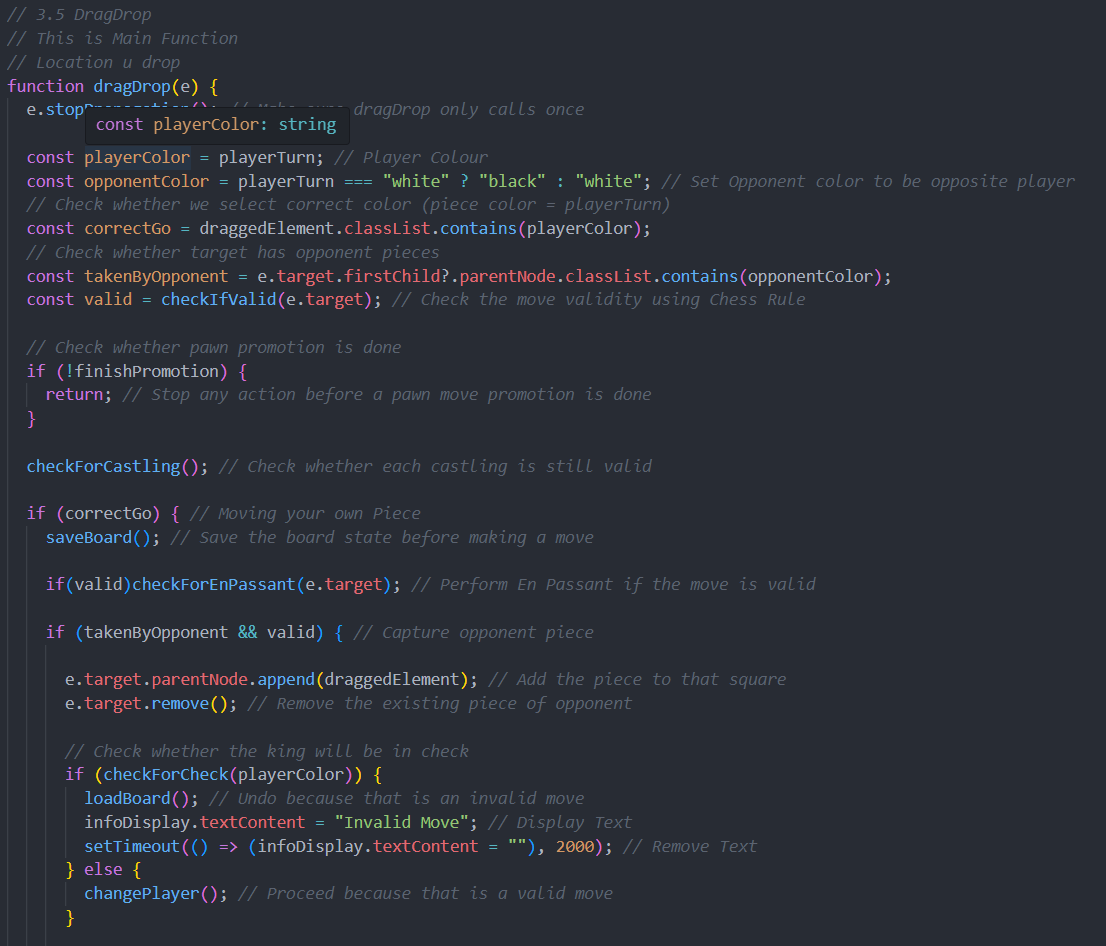 // 3.5 DragDrop
// This is Main Function
// Location u drop
function dragDrop(e) {
e.stopPropagation(); // Make sure dragDrop only calls once
const playerColor: string
const playerColor = playerTurn; // Player Colour
const opponentColor = playerTurn === "white" ? "black" : "white"; // Set Opponent color to be opposite player
// Check whether we select correct color (piece color = playerTurn)
const correctGo = draggedElement.classList.contains(playerColor);
// Check whether target has opponent pieces
const takenByOpponent = e.target.firstChild?.parentNode.classList.contains(opponentColor);
const valid = checkIfValid(e.target); // Check the move validity using Chess Rule
// Check whether pawn promotion is done
if (!finishPromotion) {
return; // Stop any action before a pawn move promotion is done
}
checkForCastling(); // Check whether each castling is still valid
if (correctGo) { // Moving your own Piece
saveBoard(); // Save the board state before making a move
if(valid)checkForEnPassant(e.target); // Perform En Passant if the move is valid
if (takenByOpponent && valid) { // Capture opponent piece
e.target.parentNode.append(draggedElement); // Add the piece to that square
e.target.remove(); // Remove the existing piece of opponent
// Check whether the king will be in check
if (checkForCheck(playerColor)) {
loadBoard(); // Undo because that is an invalid move
infoDisplay.textContent = "Invalid Move"; // Display Text
setTimeout(() => (infoDisplay.textContent = ""), 2000); // Remove Text
} else {
changePlayer(); // Proceed because that is a valid move
}